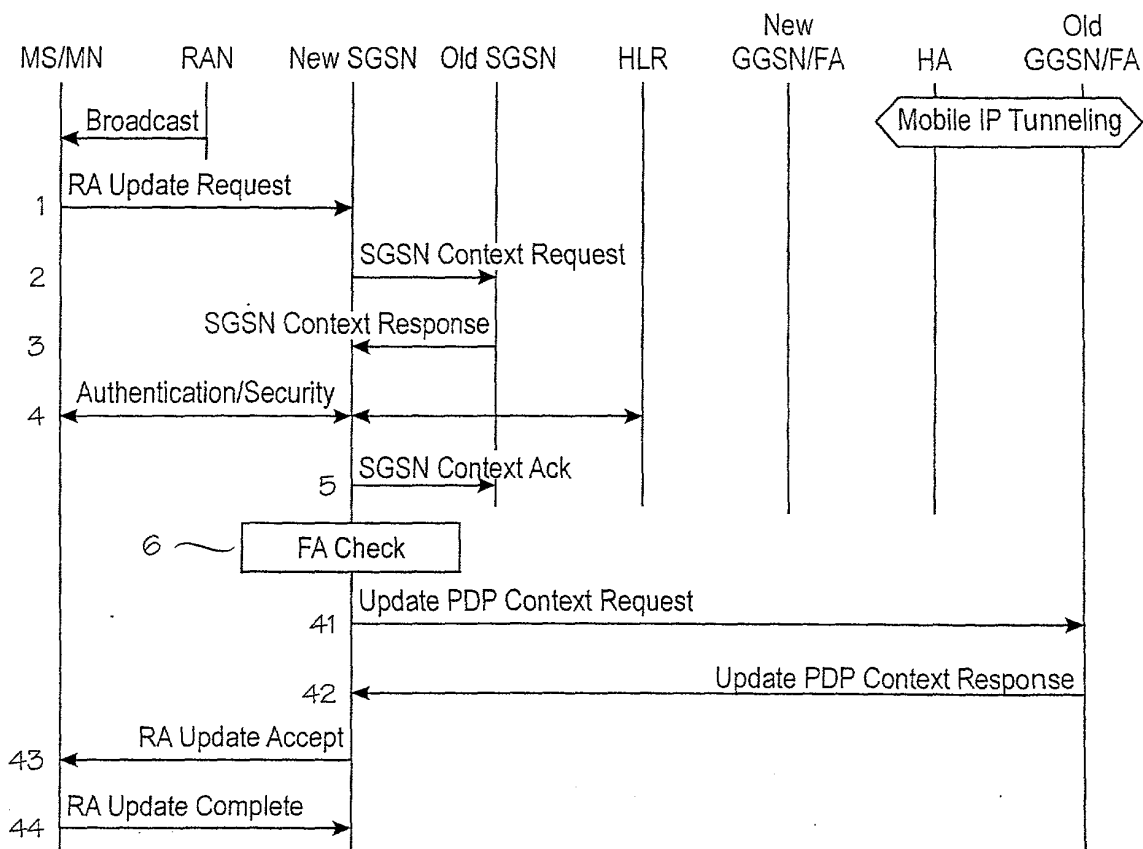 MS/MN RAN New SGSN Old SGSN HLR New GGSN/FA HA Old GGSN/FA
Broadcast
Mobile IP Tunneling
1 RA Update Request
2 SGSN Context Request
3 SGSN Context Response
4 Authentication/Security
5 SGSN Context Ack
6 FA Check
41 Update PDP Context Request
42 Update PDP Context Response
43 RA Update Accept
44 RA Update Complete